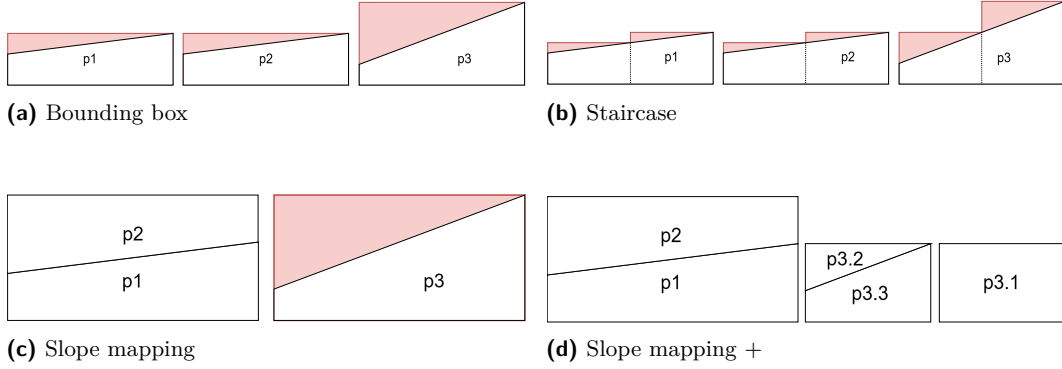 p1 p2 p3 p1 p2 p3
(a) Bounding box (b) Staircase
p2 p2
p3.2
p1 p3 p1 p3.3 p3.1
(c) Slope mapping (d) Slope mapping +